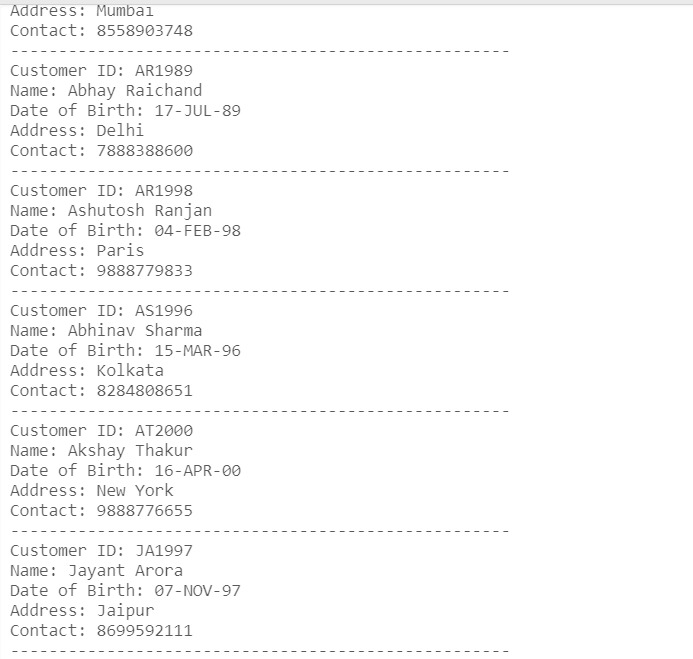 Address: Mumbai
Contact: 8558903748
--------------------------------------------------
Customer ID: AR1989
Name: Abhay Raichand
Date of Birth: 17-JUL-89
Address: Delhi
Contact: 7888388600
--------------------------------------------------
Customer ID: AR1998
Name: Ashutosh Ranjan
Date of Birth: 04-FEB-98
Address: Paris
Contact: 9888779833
--------------------------------------------------
Customer ID: AS1996
Name: Abhinav Sharma
Date of Birth: 15-MAR-96
Address: Kolkata
Contact: 8284808651
--------------------------------------------------
Customer ID: AT2000
Name: Akshay Thakur
Date of Birth: 16-APR-00
Address: New York
Contact: 9888776655
--------------------------------------------------
Customer ID: JA1997
Name: Jayant Arora
Date of Birth: 07-NOV-97
Address: Jaipur
Contact: 8699592111
--------------------------------------------------